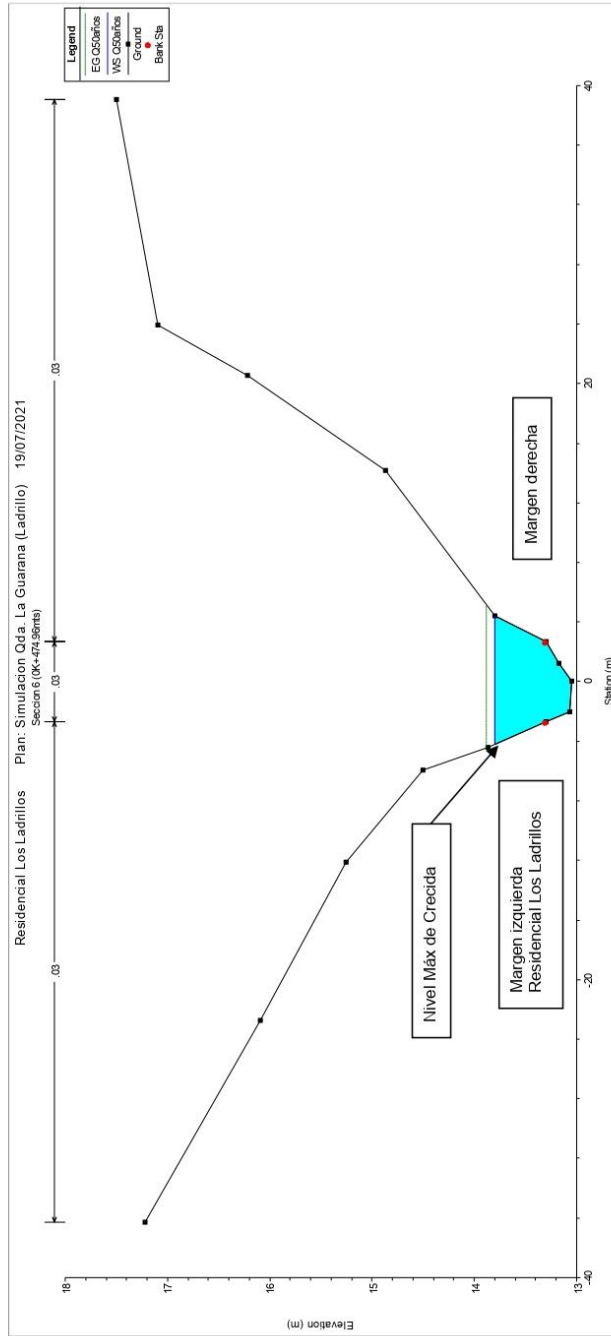 Residencial Los Ladrillos Plan: Simulacion Qda. La Guarana (Ladrillo) 19/07/2021
Seccion 6 (0K+474.96mts)
.03
.03
.03
Legend
EG Q50años
WS Q50años
Ground
Bank Sta
Elevation (m)
18
17
16
15
14
13
Nivel Máx de Crecida
Margen izquierda
Residencial Los Ladrillos
Margen derecha
-40
-20
0
20
40
Station (m)